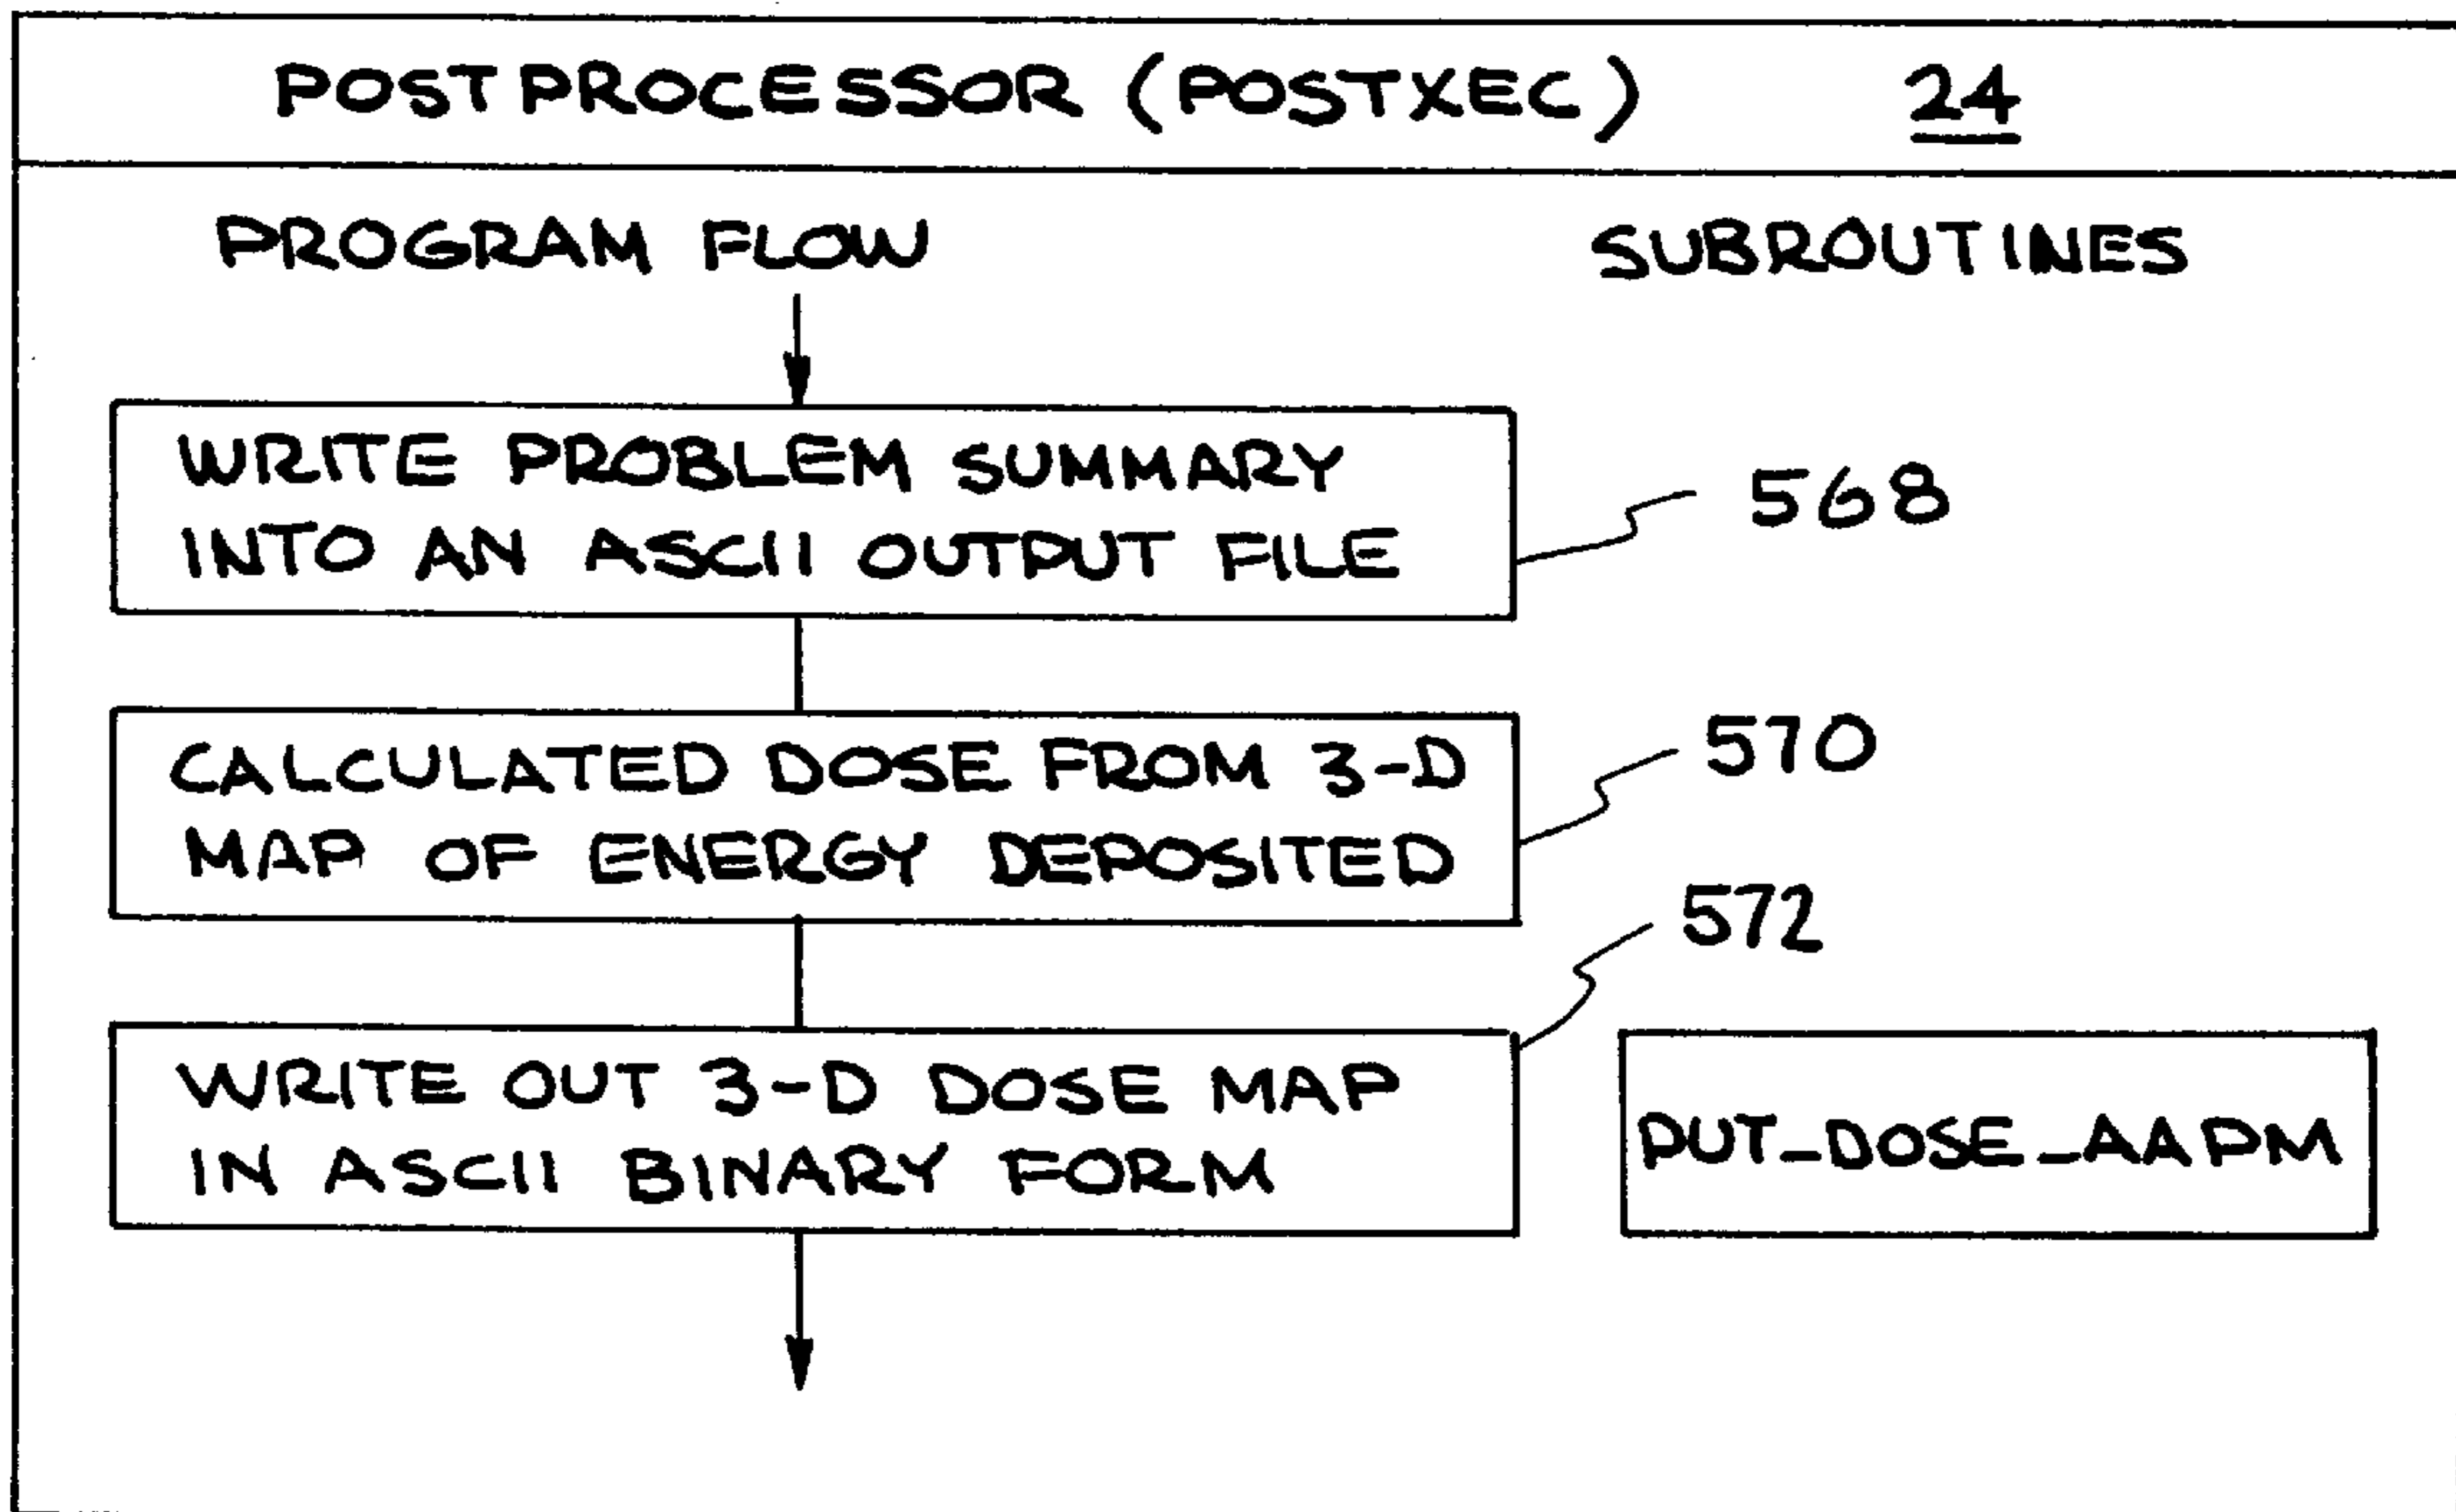 POSTPROCESSOR (POSTXEC) 24
PROGRAM FLOW SUBROUTINES
WRITE PROBLEM SUMMARY
INTO AN ASCII OUTPUT FILE
568
CALCULATED DOSE FROM 3-D
MAP OF ENERGY DEPOSITED
570
572
WRITE OUT 3-D DOSE MAP
IN ASCII BINARY FORM
PUT_DOSE_AAPM